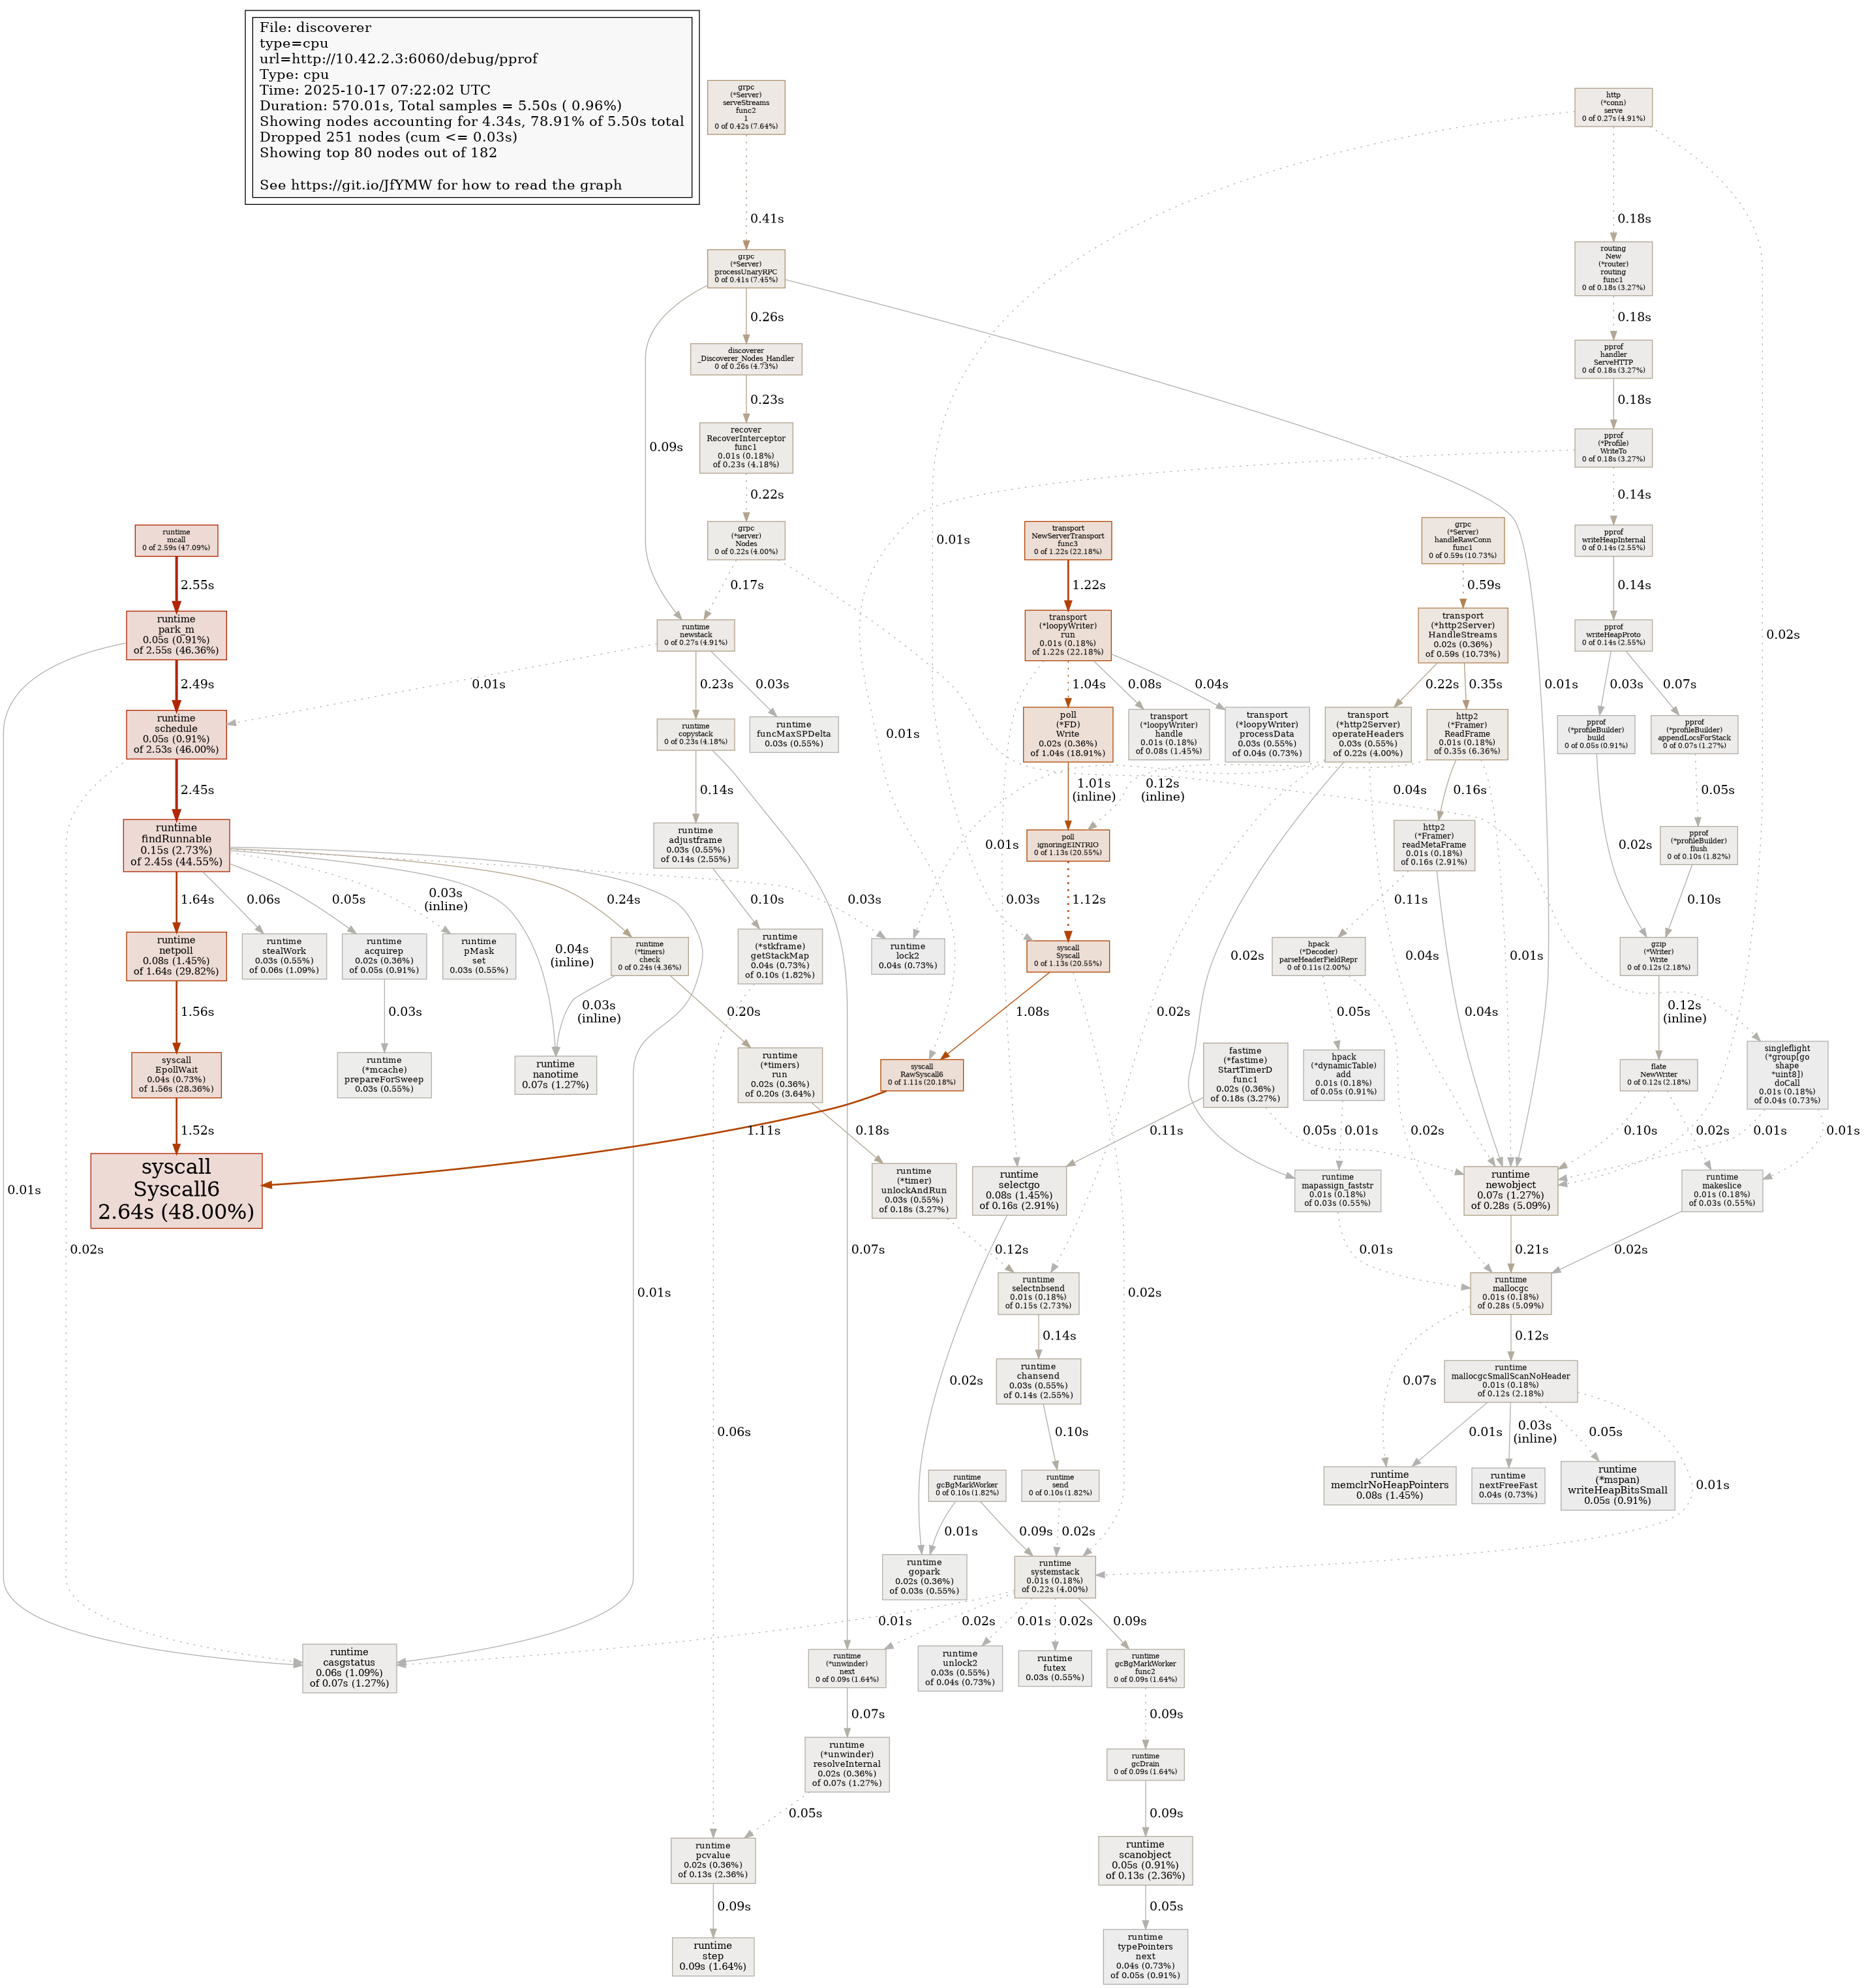 File: discoverer
type=cpu
url=http://10.42.2.3:6060/debug/pprof
Type: cpu
Time: 2025-10-17 07:22:02 UTC
Duration: 570.01s, Total samples = 5.50s ( 0.96%)
Showing nodes accounting for 4.34s, 78.91% of 5.50s total
Dropped 251 nodes (cum <= 0.03s)
Showing top 80 nodes out of 182
See https://git.io/JfYMW for how to read the graph
grpc
(*Server)
serveStreams
func2
1
0 of 0.42s (7.64%)
http
(*conn)
serve
0 of 0.27s (4.91%)
0.41s
0.18s
grpc
(*Server)
processUnaryRPC
0 of 0.41s (7.45%)
routing
New
(*router)
routing
func1
0 of 0.18s (3.27%)
0.26s
0.18s
discoverer
_Discoverer_Nodes_Handler
0 of 0.26s (4.73%)
pprof
handler
ServeHTTP
0 of 0.18s (3.27%)
0.23s
0.18s
0.09s
recover
RecoverInterceptor
func1
0.01s (0.18%)
of 0.23s (4.18%)
pprof
(*Profile)
WriteTo
0 of 0.18s (3.27%)
0.22s
0.14s
runtime
mcall
0 of 2.59s (47.09%)
grpc
(*server)
Nodes
0 of 0.22s (4.00%)
transport
NewServerTransport
func3
0 of 1.22s (22.18%)
grpc
(*Server)
handleRawConn
func1
0 of 0.59s (10.73%)
pprof
writeHeapInternal
0 of 0.14s (2.55%)
0.01s
2.55s
0.17s
1.22s
0.59s
0.14s
runtime
park_m
0.05s (0.91%)
of 2.55s (46.36%)
runtime
newstack
0 of 0.27s (4.91%)
transport
(*loopyWriter)
run
0.01s (0.18%)
of 1.22s (22.18%)
transport
(*http2Server)
HandleStreams
0.02s (0.36%)
of 0.59s (10.73%)
pprof
writeHeapProto
0 of 0.14s (2.55%)
0.02s
2.49s
0.01s
0.23s
0.03s
1.04s
0.08s
0.04s
0.22s
0.35s
0.01s
0.03s
0.07s
runtime
schedule
0.05s (0.91%)
of 2.53s (46.00%)
runtime
copystack
0 of 0.23s (4.18%)
runtime
funcMaxSPDelta
0.03s (0.55%)
poll
(*FD)
Write
0.02s (0.36%)
of 1.04s (18.91%)
transport
(*loopyWriter)
handle
0.01s (0.18%)
of 0.08s (1.45%)
transport
(*loopyWriter)
processData
0.03s (0.55%)
of 0.04s (0.73%)
transport
(*http2Server)
operateHeaders
0.03s (0.55%)
of 0.22s (4.00%)
http2
(*Framer)
ReadFrame
0.01s (0.18%)
of 0.35s (6.36%)
pprof
(*profileBuilder)
build
0 of 0.05s (0.91%)
pprof
(*profileBuilder)
appendLocsForStack
0 of 0.07s (1.27%)
0.01s
2.45s
0.14s
1.01s
(inline)
0.12s
(inline)
0.04s
0.16s
0.05s
runtime
findRunnable
0.15s (2.73%)
of 2.45s (44.55%)
runtime
adjustframe
0.03s (0.55%)
of 0.14s (2.55%)
poll
ignoringEINTRIO
0 of 1.13s (20.55%)
http2
(*Framer)
readMetaFrame
0.01s (0.18%)
of 0.16s (2.91%)
pprof
(*profileBuilder)
flush
0 of 0.10s (1.82%)
0.01s
0.02s
1.64s
0.06s
0.05s
0.03s
(inline)
0.24s
0.10s
0.03s
0.03s
1.12s
0.11s
0.10s
runtime
netpoll
0.08s (1.45%)
of 1.64s (29.82%)
runtime
stealWork
0.03s (0.55%)
of 0.06s (1.09%)
runtime
acquirep
0.02s (0.36%)
of 0.05s (0.91%)
runtime
pMask
set
0.03s (0.55%)
0.04s
(inline)
runtime
(*timers)
check
0 of 0.24s (4.36%)
runtime
(*stkframe)
getStackMap
0.04s (0.73%)
of 0.10s (1.82%)
runtime
lock2
0.04s (0.73%)
syscall
Syscall
0 of 1.13s (20.55%)
0.02s
hpack
(*Decoder)
parseHeaderFieldRepr
0 of 0.11s (2.00%)
0.04s
0.01s
gzip
(*Writer)
Write
0 of 0.12s (2.18%)
1.56s
0.03s
0.03s
(inline)
0.20s
1.08s
0.02s
0.05s
0.04s
0.12s
(inline)
syscall
EpollWait
0.04s (0.73%)
of 1.56s (28.36%)
runtime
(*mcache)
prepareForSweep
0.03s (0.55%)
runtime
nanotime
0.07s (1.27%)
runtime
(*timers)
run
0.02s (0.36%)
of 0.20s (3.64%)
syscall
RawSyscall6
0 of 1.11s (20.18%)
fastime
(*fastime)
StartTimerD
func1
0.02s (0.36%)
of 0.18s (3.27%)
hpack
(*dynamicTable)
add
0.01s (0.18%)
of 0.05s (0.91%)
flate
NewWriter
0 of 0.12s (2.18%)
singleflight
(*group[go
shape
*uint8])
doCall
0.01s (0.18%)
of 0.04s (0.73%)
1.52s
1.11s
0.18s
0.11s
0.05s
0.01s
0.02s
0.10s
0.02s
0.01s
0.01s
syscall
Syscall6
2.64s (48.00%)
0.01s
runtime
(*timer)
unlockAndRun
0.03s (0.55%)
of 0.18s (3.27%)
runtime
selectgo
0.08s (1.45%)
of 0.16s (2.91%)
runtime
mapassign_faststr
0.01s (0.18%)
of 0.03s (0.55%)
runtime
newobject
0.07s (1.27%)
of 0.28s (5.09%)
runtime
makeslice
0.01s (0.18%)
of 0.03s (0.55%)
0.02s
0.07s
0.12s
0.01s
0.21s
0.02s
0.01s
runtime
selectnbsend
0.01s (0.18%)
of 0.15s (2.73%)
0.02s
runtime
mallocgc
0.01s (0.18%)
of 0.28s (5.09%)
0.14s
0.12s
0.02s
runtime
chansend
0.03s (0.55%)
of 0.14s (2.55%)
0.07s
runtime
mallocgcSmallScanNoHeader
0.01s (0.18%)
of 0.12s (2.18%)
0.06s
0.10s
0.01s
0.03s
(inline)
0.05s
0.01s
runtime
gcBgMarkWorker
0 of 0.10s (1.82%)
runtime
send
0 of 0.10s (1.82%)
runtime
memclrNoHeapPointers
0.08s (1.45%)
runtime
nextFreeFast
0.04s (0.73%)
runtime
(*mspan)
writeHeapBitsSmall
0.05s (0.91%)
0.01s
0.09s
0.02s
runtime
gopark
0.02s (0.36%)
of 0.03s (0.55%)
runtime
systemstack
0.01s (0.18%)
of 0.22s (4.00%)
0.01s
0.02s
0.01s
0.02s
0.09s
runtime
casgstatus
0.06s (1.09%)
of 0.07s (1.27%)
runtime
(*unwinder)
next
0 of 0.09s (1.64%)
runtime
unlock2
0.03s (0.55%)
of 0.04s (0.73%)
runtime
futex
0.03s (0.55%)
runtime
gcBgMarkWorker
func2
0 of 0.09s (1.64%)
0.07s
0.09s
runtime
(*unwinder)
resolveInternal
0.02s (0.36%)
of 0.07s (1.27%)
runtime
gcDrain
0 of 0.09s (1.64%)
0.05s
0.09s
runtime
pcvalue
0.02s (0.36%)
of 0.13s (2.36%)
runtime
scanobject
0.05s (0.91%)
of 0.13s (2.36%)
0.09s
0.05s
runtime
step
0.09s (1.64%)
runtime
typePointers
next
0.04s (0.73%)
of 0.05s (0.91%)